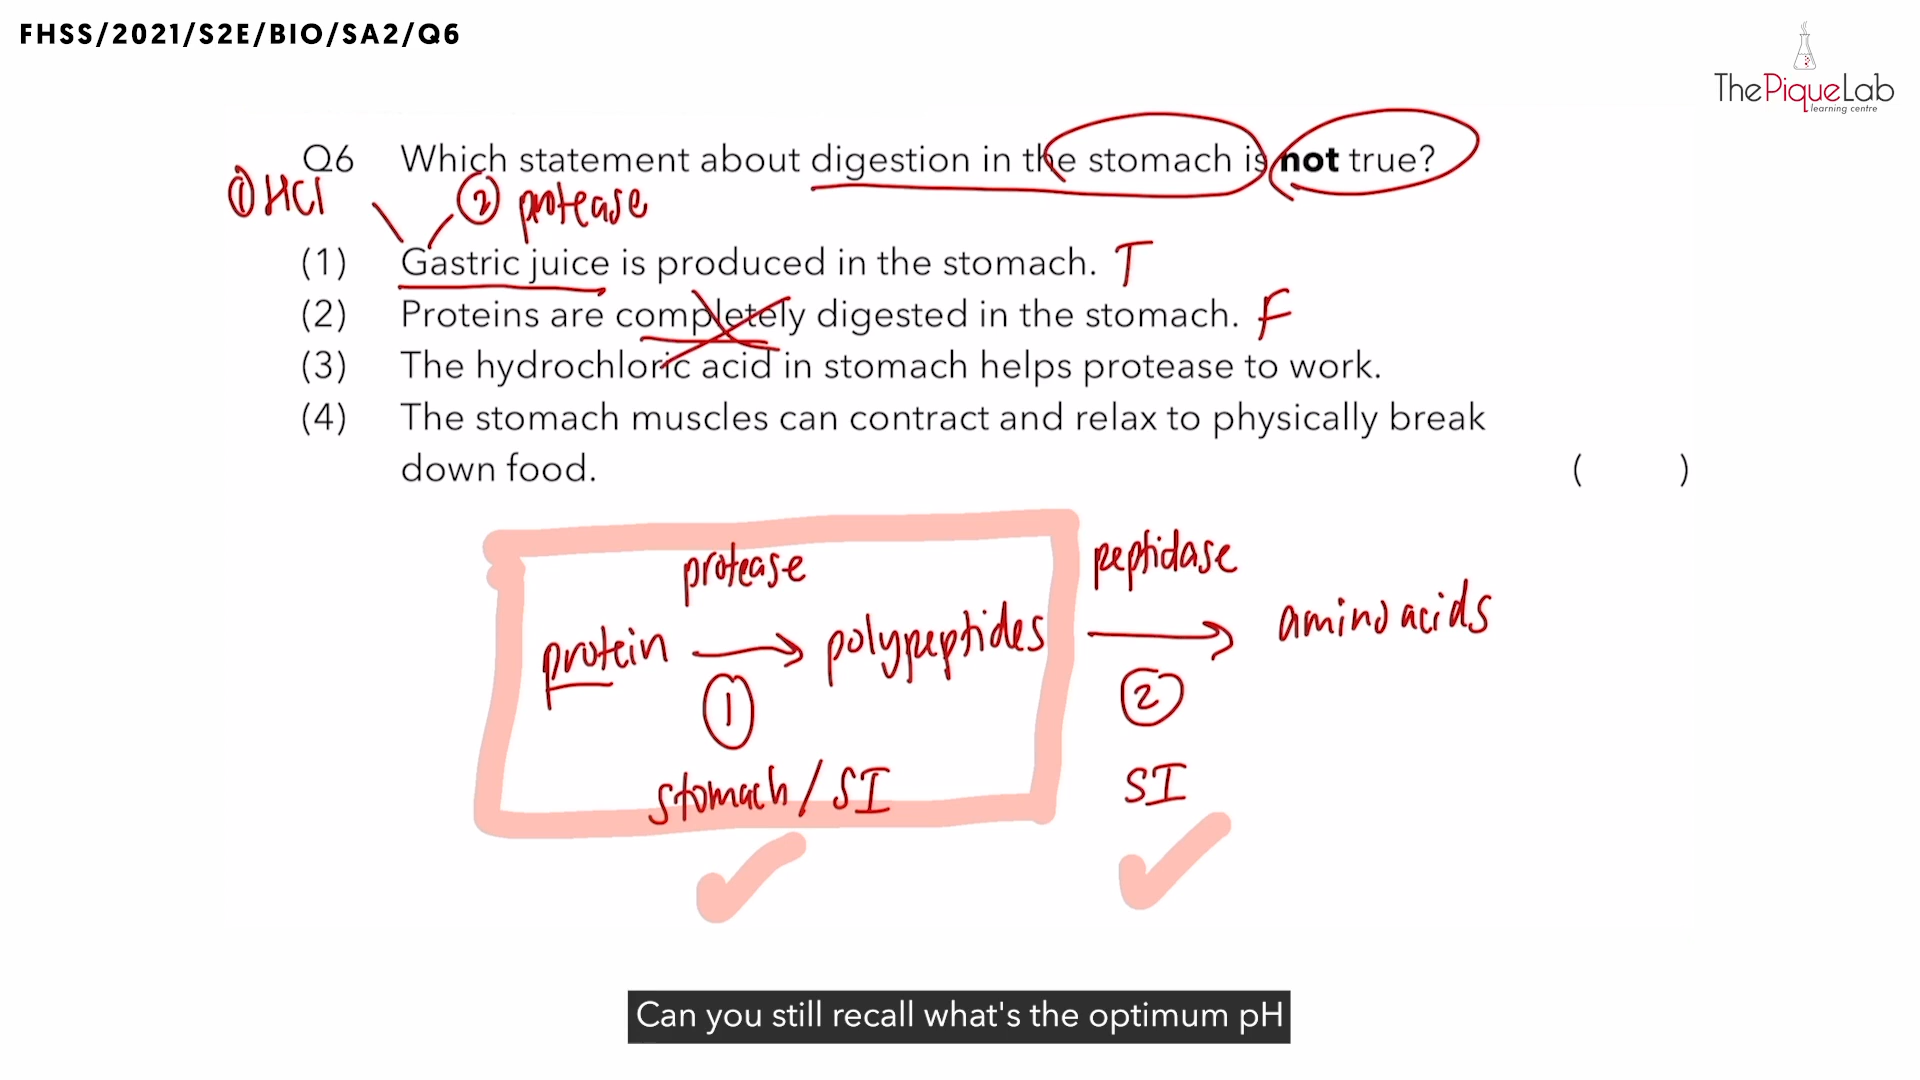 FHSS/2021/S2E/BIO/SA2/Q6
ThePiqueLab
learning centre
Q6 Which statement about digestion in the stomach is not true?
① HCl ② protease
(1) Gastric juice is produced in the stomach. T
(2) Proteins are completely digested in the stomach. F
(3) The hydrochloric acid in stomach helps protease to work.
(4) The stomach muscles can contract and relax to physically break
down food. ( )
protease peptidase
protein → polypeptides → amino acids
① ②
stomach / SI SI
Can you still recall what's the optimum pH